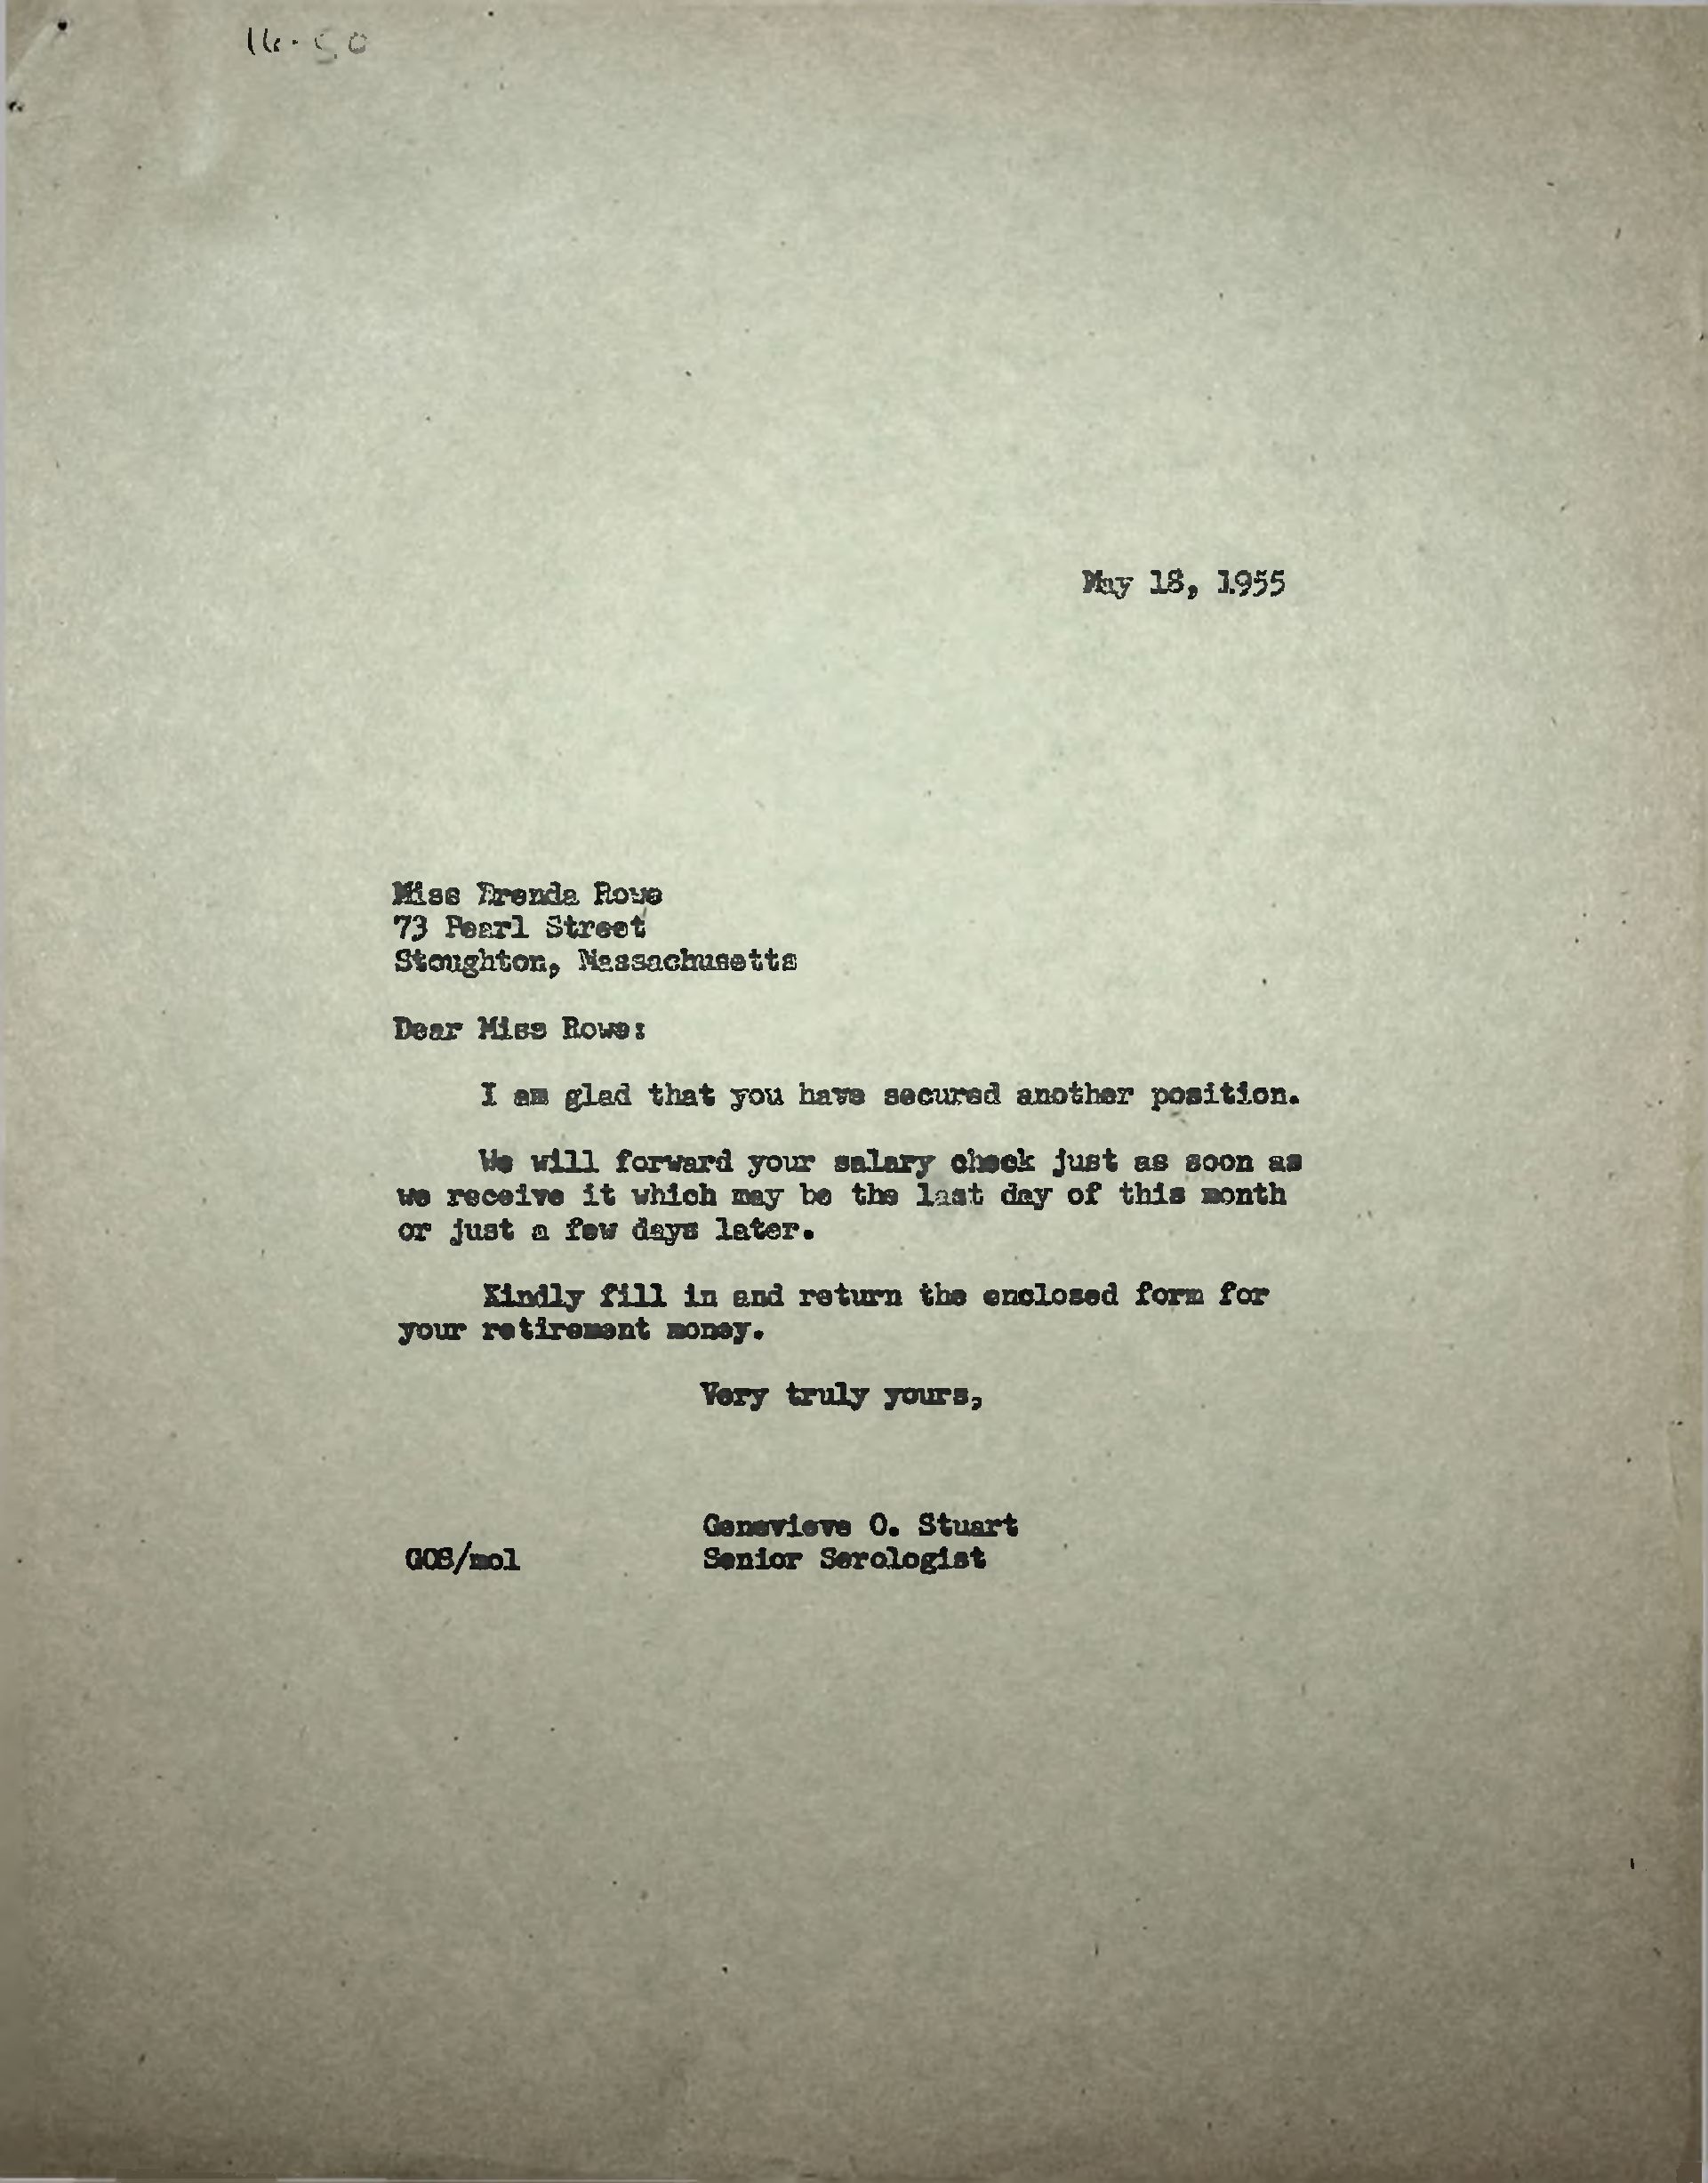 May 18, 1955
Miss Brenda Rowe
73 Pearl Street
Stoughton, Massachusetts
Dear Miss Rowe:
I am glad that you have secured another position.
We will forward your salary check just as soon as
we receive it which may be the last day of this month
or just a few days later.
Kindly fill in and return the enclosed form for
your retirement money.
Very truly yours,
Genevieve O. Stuart
GOS/mol Senior Serologist